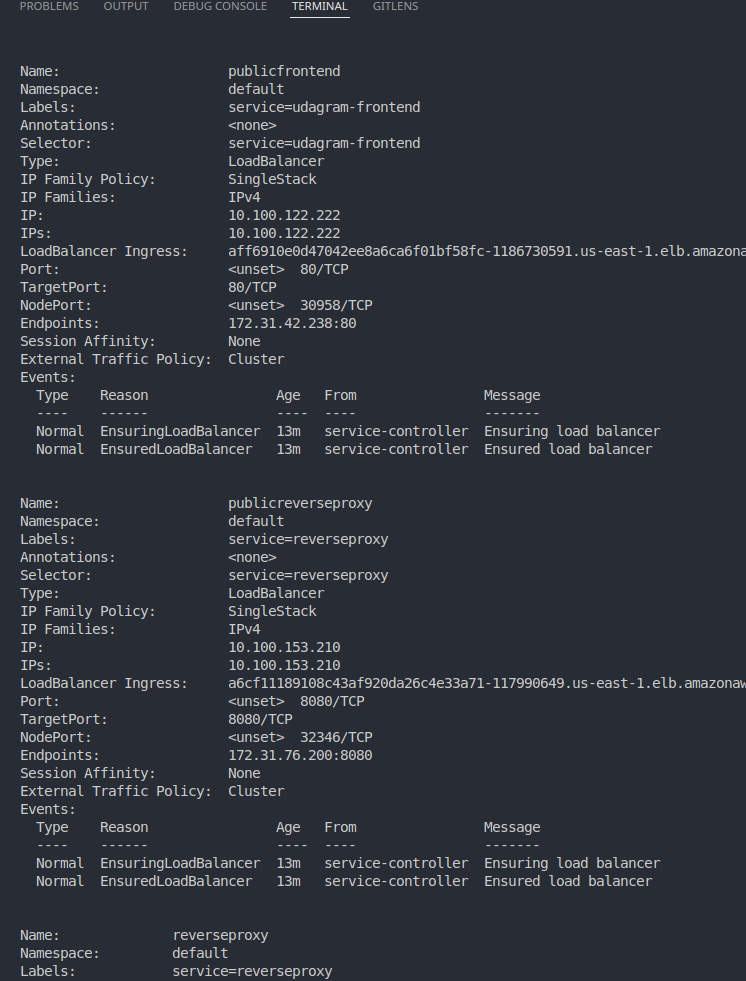 PROBLEMS OUTPUT DEBUG CONSOLE TERMINAL GITLENS
Name: publicfrontend
Namespace: default
Labels: service=udagram-frontend
Annotations: <none>
Selector: service=udagram-frontend
Type: LoadBalancer
IP Family Policy: SingleStack
IP Families: IPv4
IP: 10.100.122.222
IPs: 10.100.122.222
LoadBalancer Ingress: aff6910e0d47042ee8a6ca6f01bf58fc-1186730591.us-east-1.elb.amazona
Port: <unset> 80/TCP
TargetPort: 80/TCP
NodePort: <unset> 30958/TCP
Endpoints: 172.31.42.238:80
Session Affinity: None
External Traffic Policy: Cluster
Events:
Type Reason Age From Message
---- ------ ---- ---- -------
Normal EnsuringLoadBalancer 13m service-controller Ensuring load balancer
Normal EnsuredLoadBalancer 13m service-controller Ensured load balancer
Name: publicreverseproxy
Namespace: default
Labels: service=reverseproxy
Annotations: <none>
Selector: service=reverseproxy
Type: LoadBalancer
IP Family Policy: SingleStack
IP Families: IPv4
IP: 10.100.153.210
IPs: 10.100.153.210
LoadBalancer Ingress: a6cf11189108c43af920da26c4e33a71-117990649.us-east-1.elb.amazonaw
Port: <unset> 8080/TCP
TargetPort: 8080/TCP
NodePort: <unset> 32346/TCP
Endpoints: 172.31.76.200:8080
Session Affinity: None
External Traffic Policy: Cluster
Events:
Type Reason Age From Message
---- ------ ---- ---- -------
Normal EnsuringLoadBalancer 13m service-controller Ensuring load balancer
Normal EnsuredLoadBalancer 13m service-controller Ensured load balancer
Name: reverseproxy
Namespace: default
Labels: service=reverseproxy